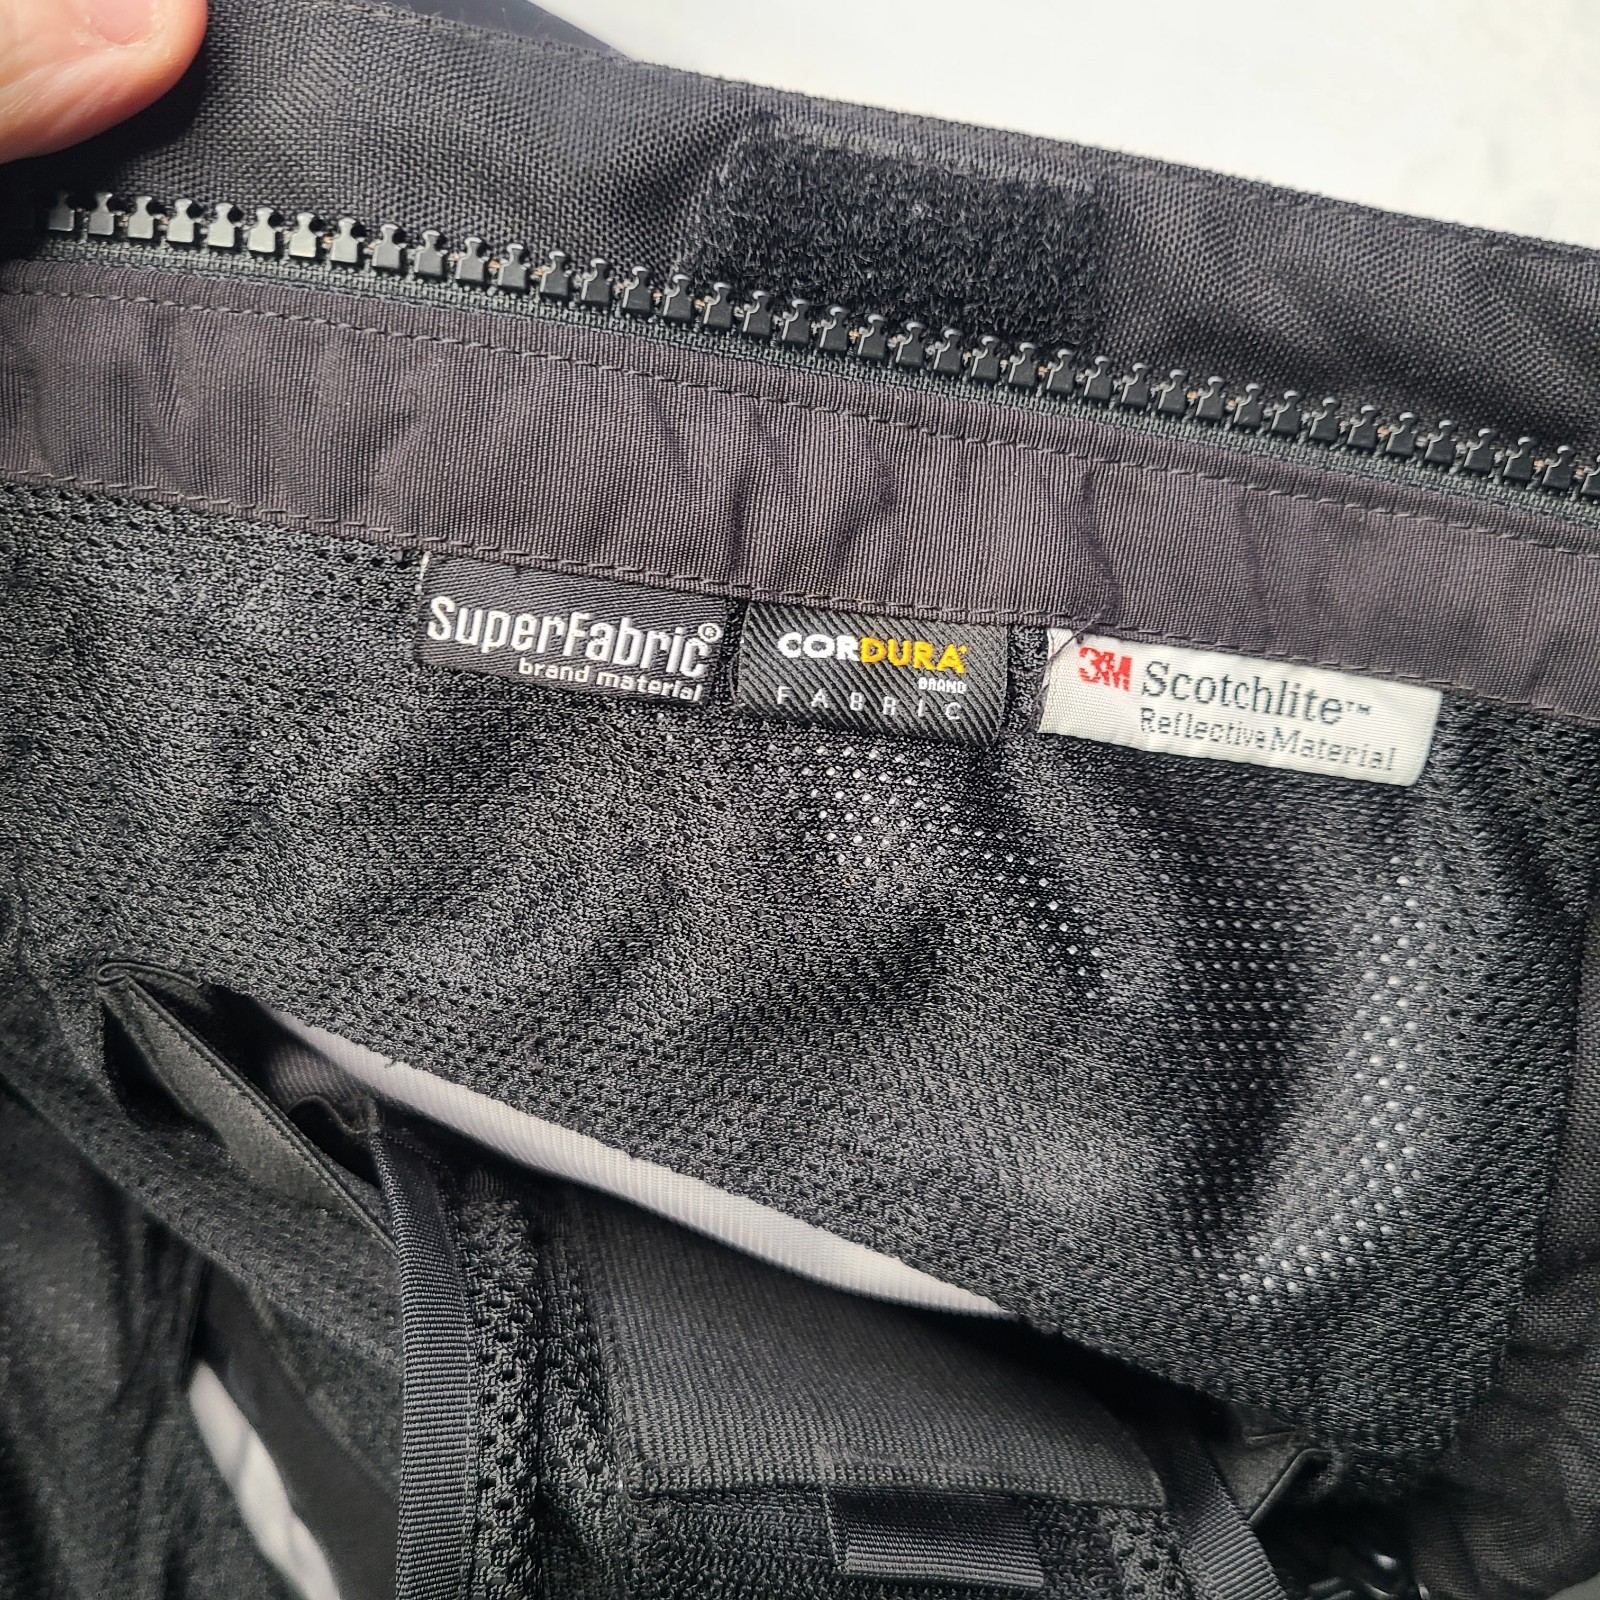 SuperFabric®
brand material
CORDURA®
BRAND
FABRIC
3M Scotchlite™
Reflective Material